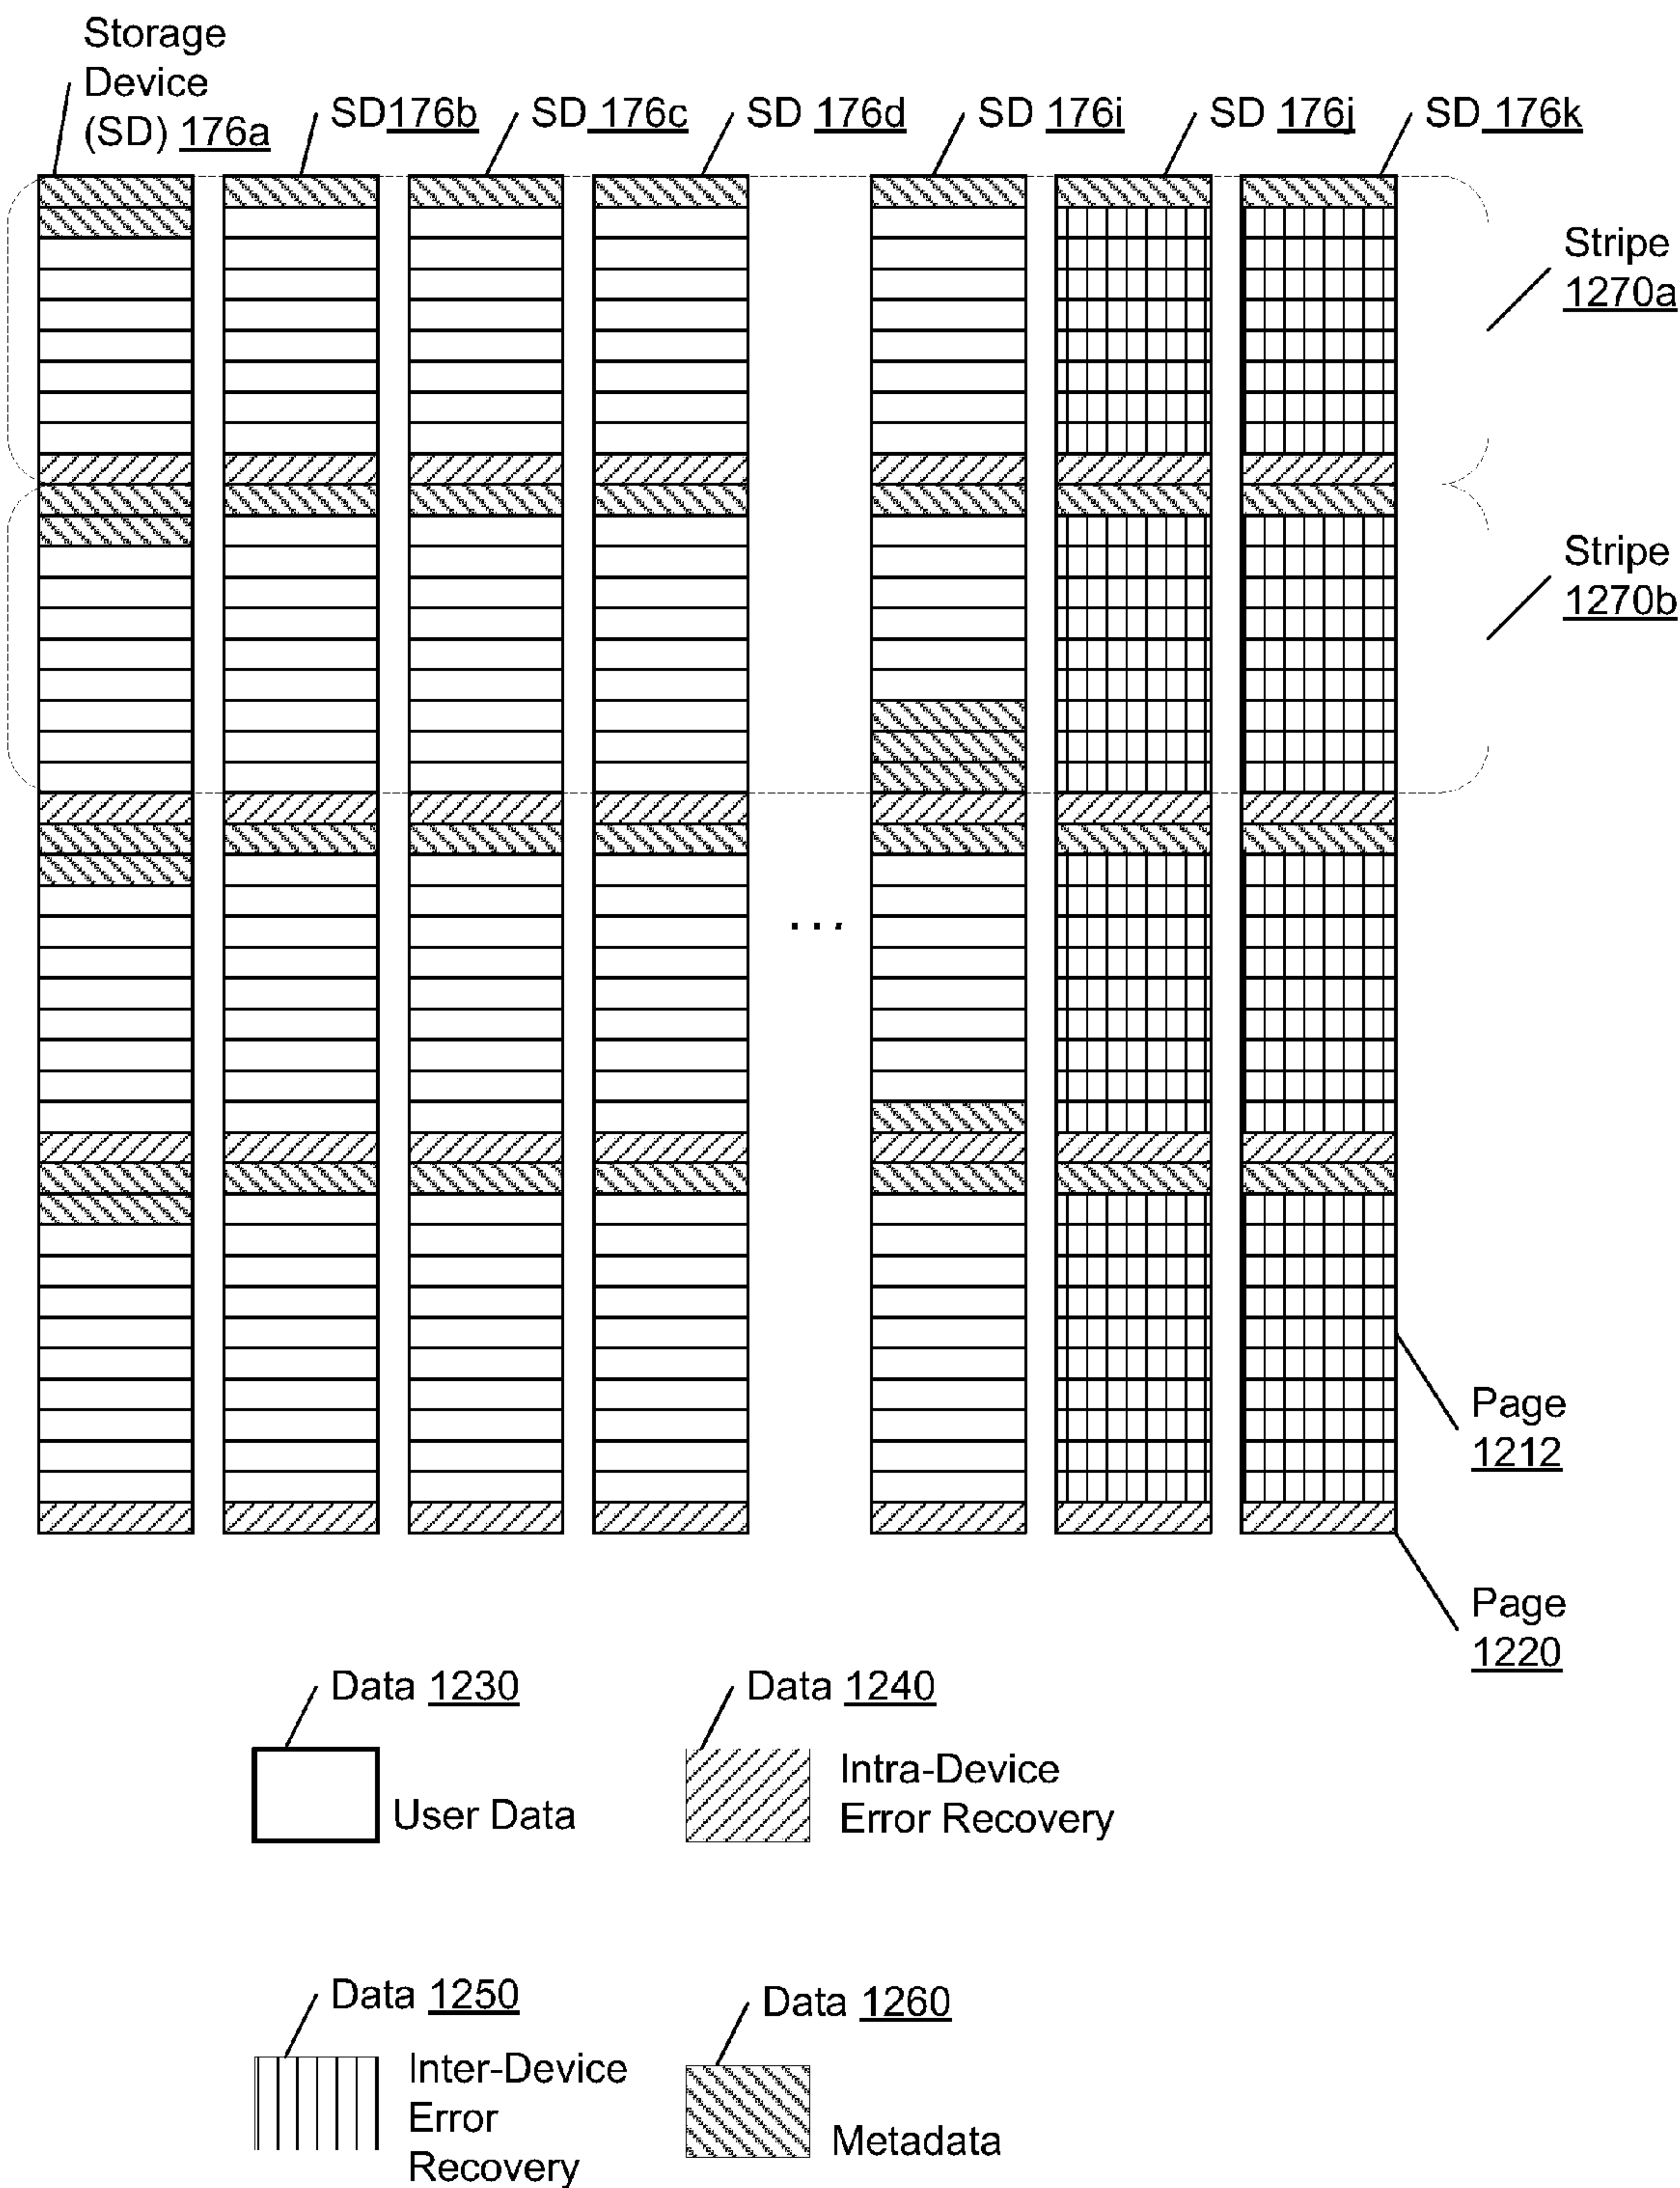 Storage
Device
(SD) 176a
SD176b
SD 176c
SD 176d
SD 176i
SD 176j
SD 176k
Stripe
1270a
Stripe
1270b
...
Page
1212
Page
1220
Data 1230
User Data
Data 1240
Intra-Device
Error Recovery
Data 1250
Inter-Device
Error
Recovery
Data 1260
Metadata